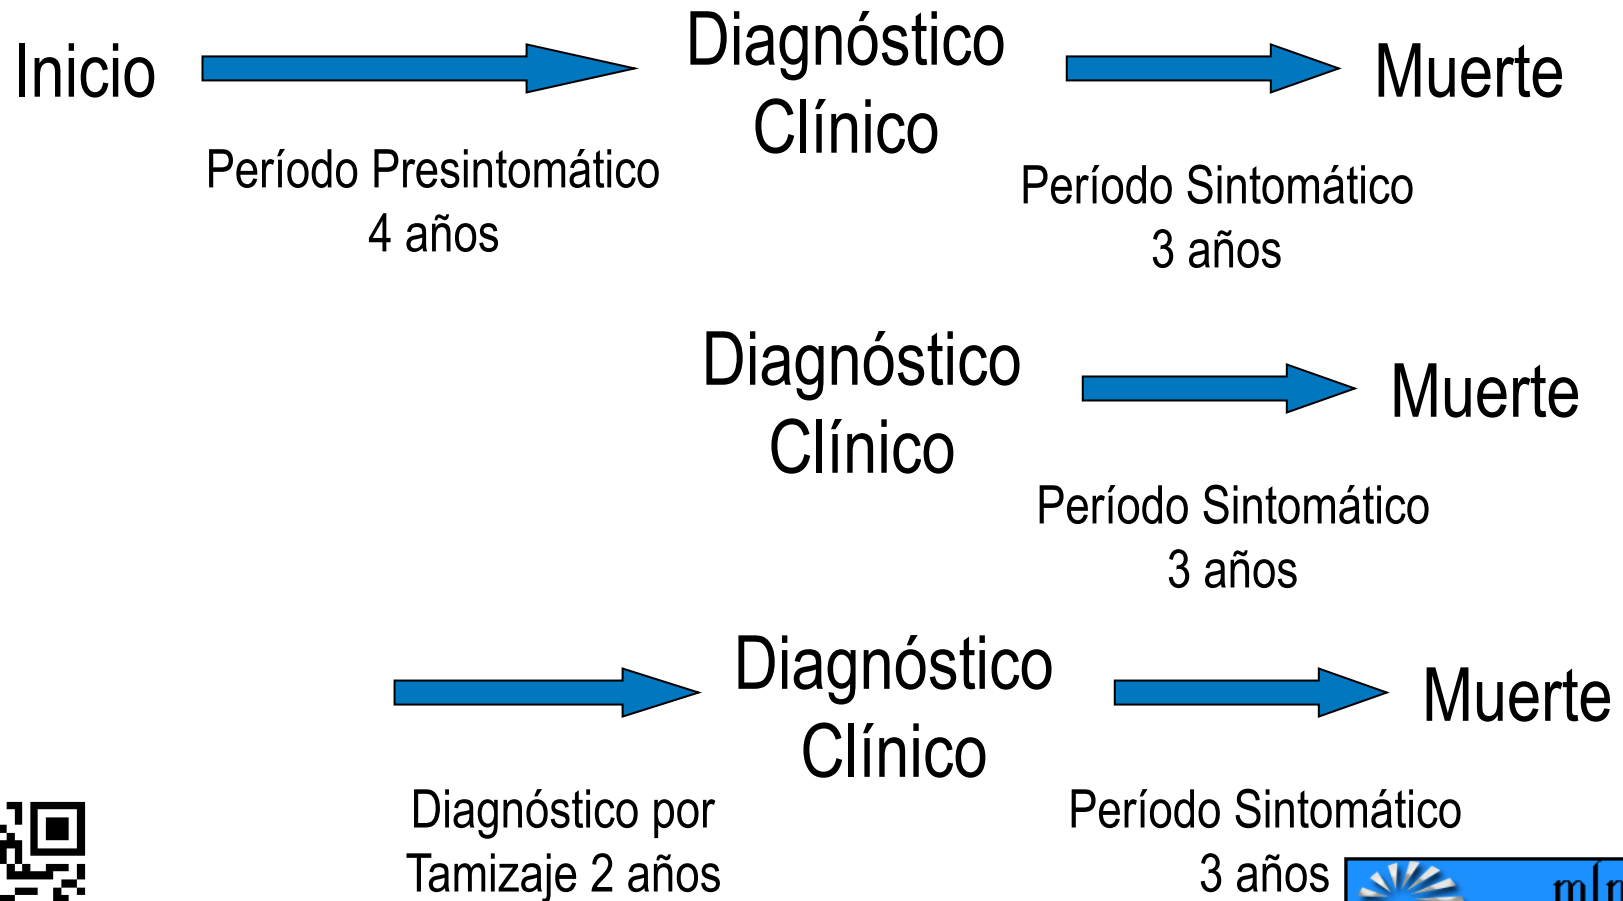 Inicio
Diagnóstico
Clínico
Muerte
Período Presintomático
4 años
Período Sintomático
3 años
Diagnóstico
Clínico
Muerte
Período Sintomático
3 años
Diagnóstico
Clínico
Muerte
Diagnóstico por
Tamizaje 2 años
Período Sintomático
3 años